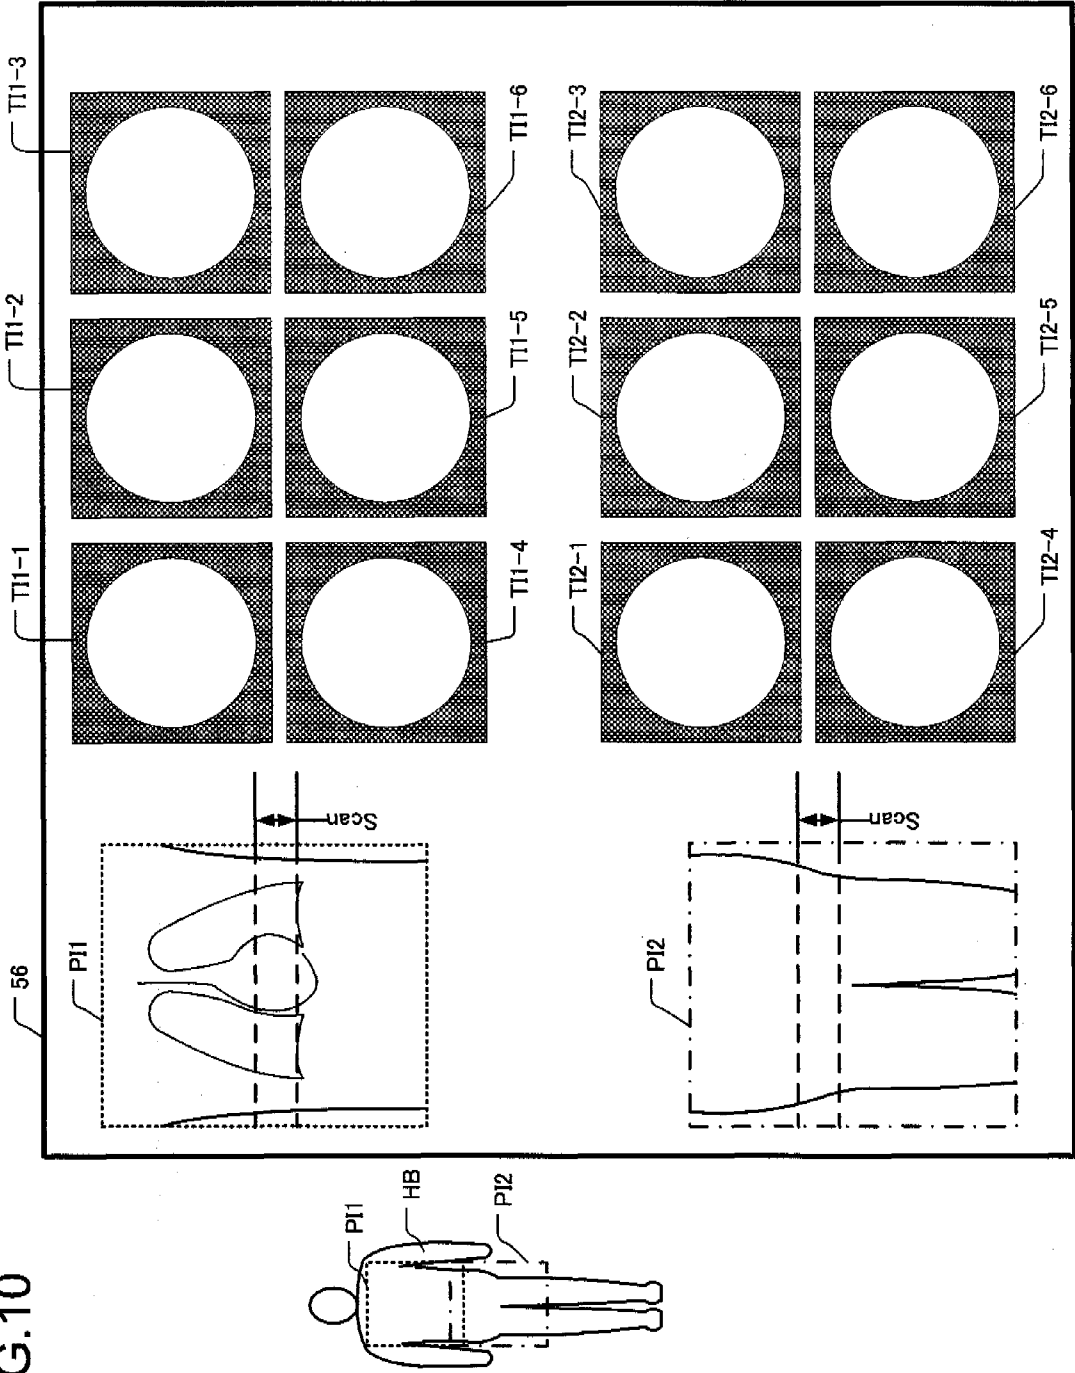 G.10
56
PI1
Scan
TI1-1
TI1-2
TI1-3
TI1-4
TI1-5
TI1-6
PI2
Scan
TI2-1
TI2-2
TI2-3
TI2-4
TI2-5
TI2-6
PI1
HB
PI2